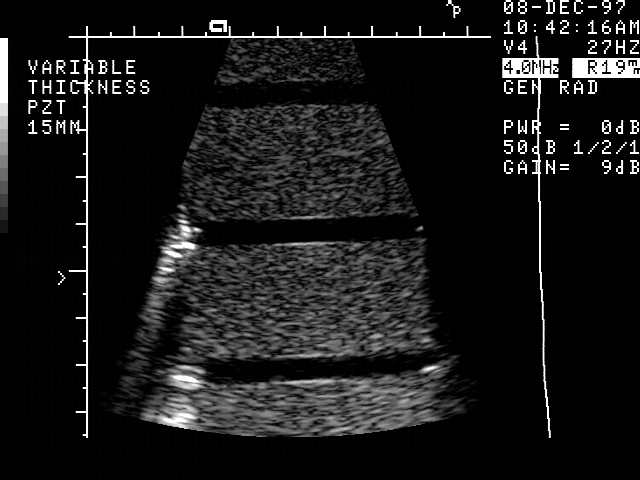 08-DEC-97
10:42:16AM
V4 27HZ
4.0MHz R19mm
GEN RAD
PWR = 0dB
50dB 1/2/1
GAIN= 9dB
VARIABLE
THICKNESS
PZT
15MM
P